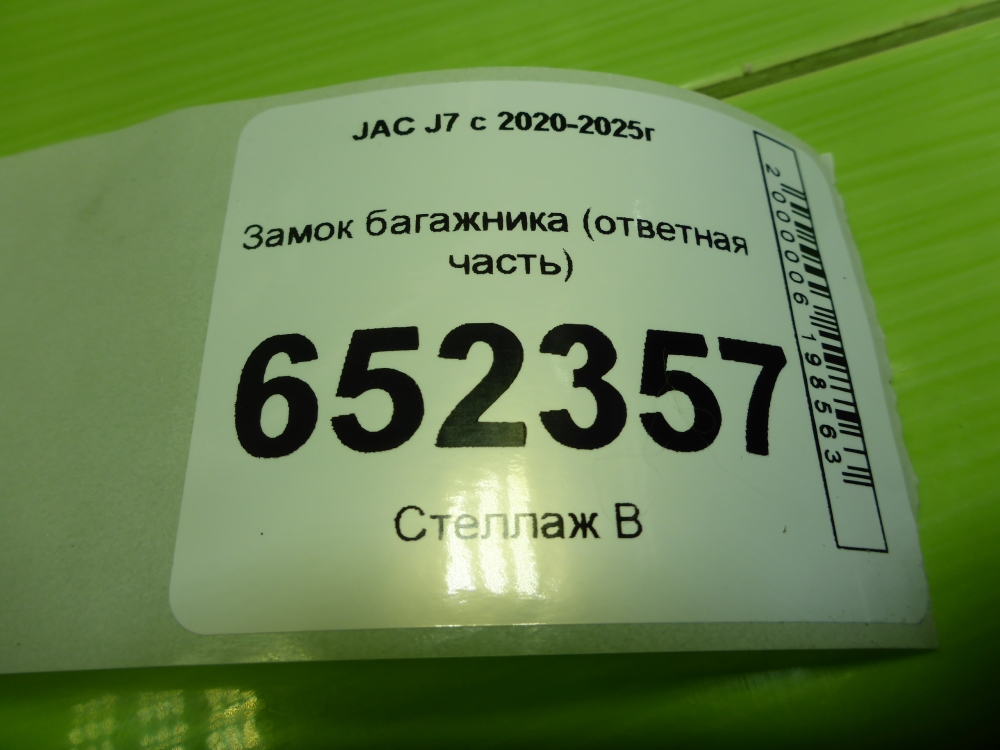 JAC J7 с 2020-2025г
Замок багажника (ответная
часть)
652357
Стеллаж В
2000006198563